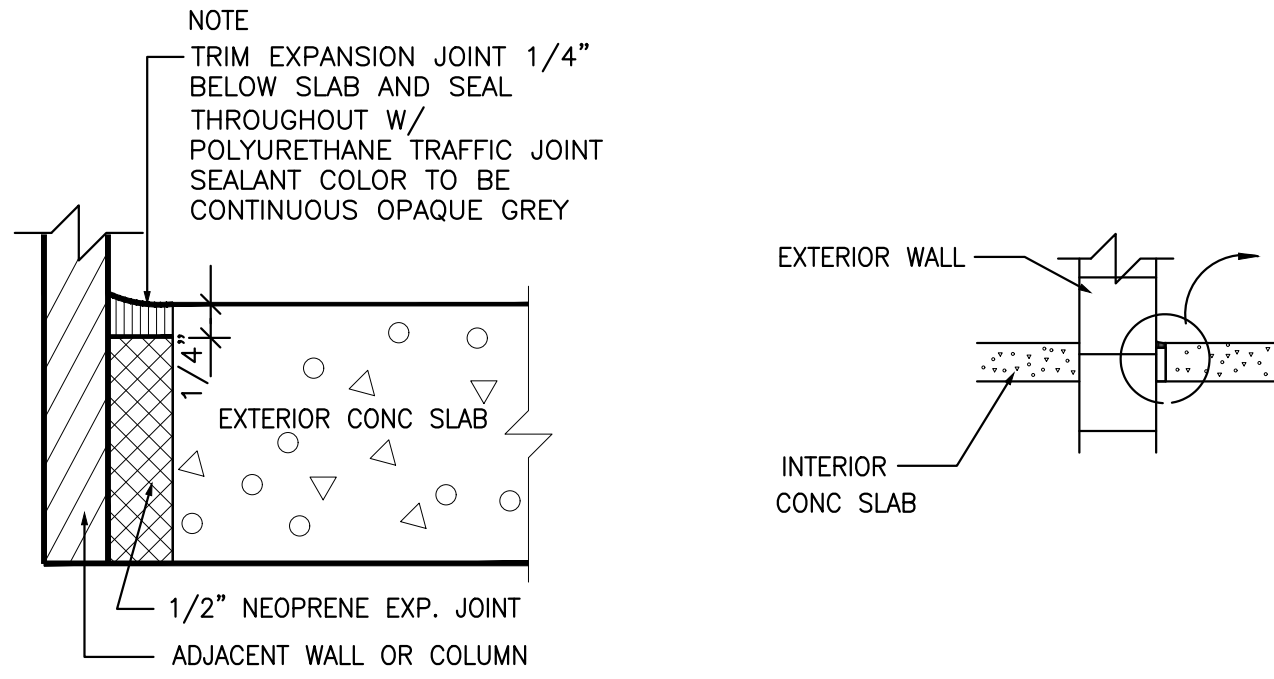 NOTE
TRIM EXPANSION JOINT 1/4"
BELOW SLAB AND SEAL
THROUGHOUT W/
POLYURETHANE TRAFFIC JOINT
SEALANT COLOR TO BE
CONTINUOUS OPAQUE GREY
1/4"
EXTERIOR CONC SLAB
1/2" NEOPRENE EXP. JOINT
ADJACENT WALL OR COLUMN
EXTERIOR WALL
INTERIOR
CONC SLAB